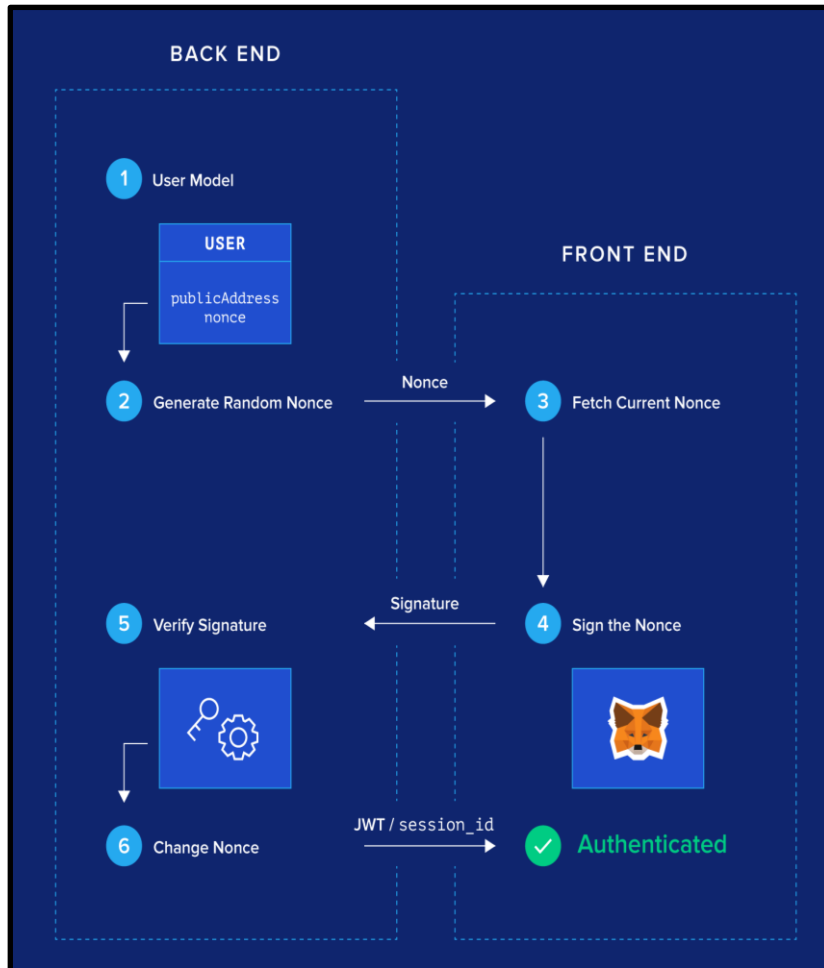 BACK END
1 User Model
USER
publicAddress
nonce
FRONT END
2 Generate Random Nonce
Nonce
3 Fetch Current Nonce
5 Verify Signature
Signature
4 Sign the Nonce
6 Change Nonce
JWT / session_id
Authenticated